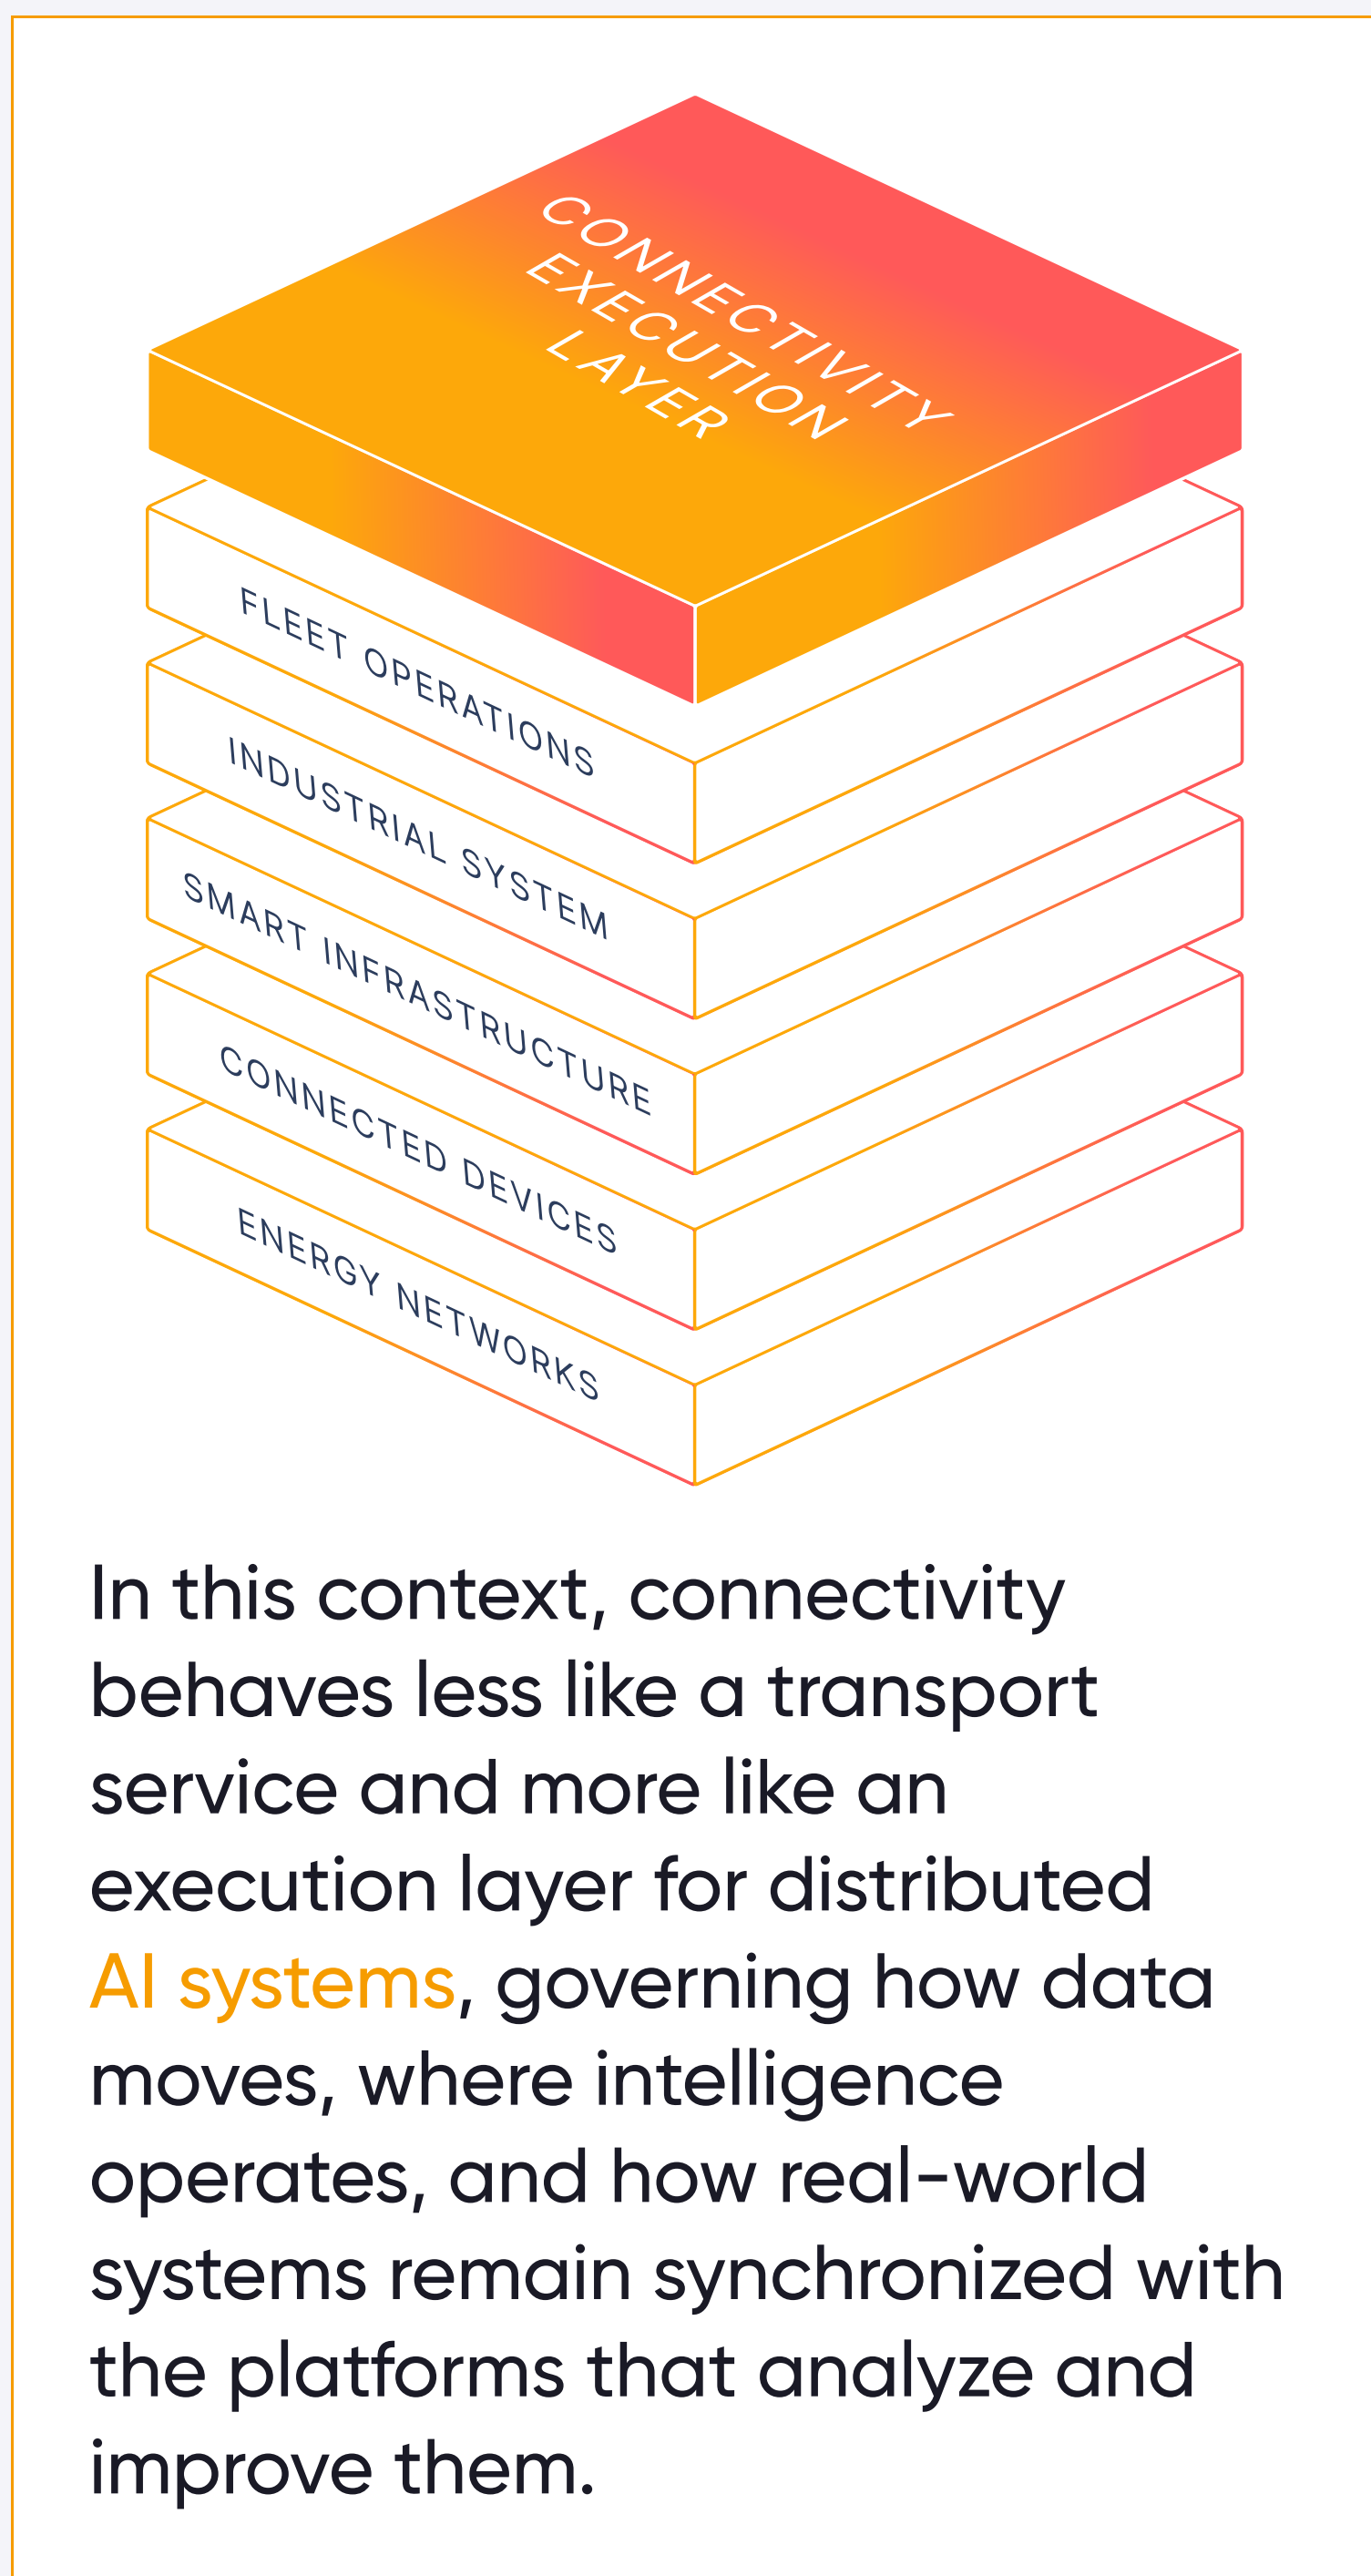 CONNECTIVITY
EXECUTION
LAYER
FLEET OPERATIONS
INDUSTRIAL SYSTEM
SMART INFRASTRUCTURE
CONNECTED DEVICES
ENERGY NETWORKS
In this context, connectivity
behaves less like a transport
service and more like an
execution layer for distributed
AI systems, governing how data
moves, where intelligence
operates, and how real-world
systems remain synchronized with
the platforms that analyze and
improve them.